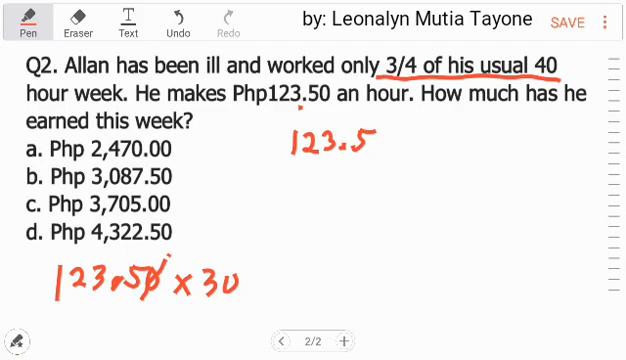 by: Leonalyn Mutia Tayone
SAVE
Pen
Eraser
Text
Undo
Redo
Q2. Allan has been ill and worked only 3/4 of his usual 40
hour week. He makes Php123.50 an hour. How much has he
earned this week?
a. Php 2,470.00
b. Php 3,087.50
c. Php 3,705.00
d. Php 4,322.50
123.5
123.50 x 30
2/2